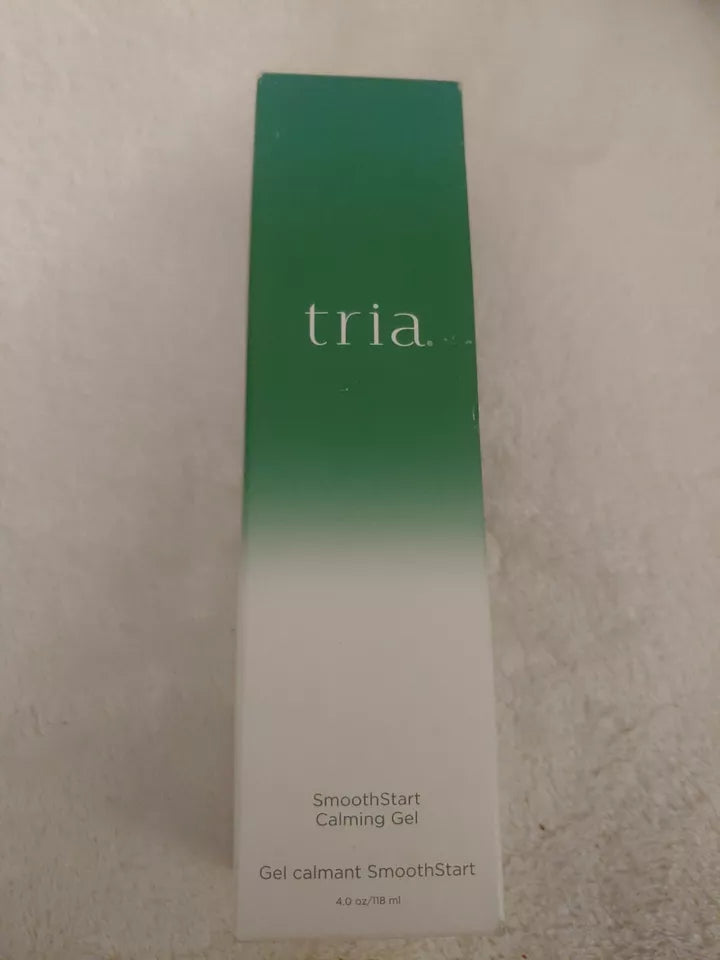 tria®
SmoothStart
Calming Gel
Gel calmant SmoothStart
4.0 oz/118 ml